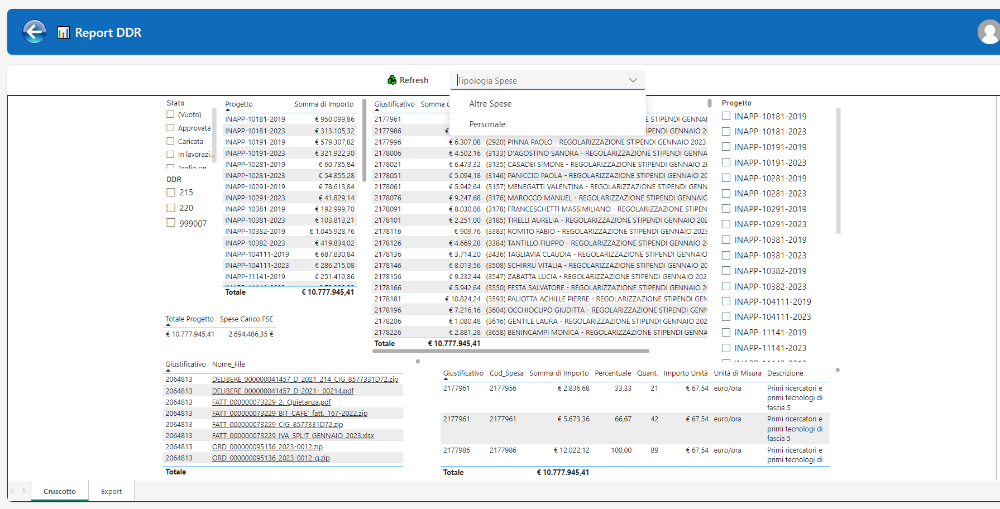 Report DDR
Refresh
Tipologia Spese
Altre Spese
Personale
Stato
(Vuoto)
Approvata
Caricata
In lavorazi...
DDR
215
220
999007
Progetto Somma di Importo
INAPP-10181-2019 € 950.099,86
INAPP-10181-2023 € 313.105,32
INAPP-10191-2019 € 579.307,82
INAPP-10191-2023 € 321.922,30
INAPP-10281-2019 € 60.785,84
INAPP-10281-2023 € 54.855,28
INAPP-10291-2019 € 78.613,84
INAPP-10291-2023 € 41.829,14
INAPP-10381-2019 € 192.999,70
INAPP-10381-2023 € 103.813,21
INAPP-10382-2019 € 1.045.928,76
INAPP-10382-2023 € 419.834,02
INAPP-104111-2019 € 687.830,84
INAPP-104111-2023 € 286.215,08
INAPP-11141-2019 € 251.410,86
Totale € 10.777.945,41
Totale Progetto Spese Carico FSE
€ 10.777.945,41 2.694.486,35 €
Giustificativo Somma
2177961 E STIPENDI GENNAI
2177986 € IPENDI GENNAIO 20
2177996 € 6.307,08 (2920) PINNA PAOLO - REGOLARIZZAZIONE STIPENDI GENNAIO 2023
2178006 € 4.502,16 (3133) D'AGOSTINO SANDRA - REGOLARIZZAZIONE STIPENDI GENNA
2178021 € 6.473,32 (3135) CASADEI SIMONE - REGOLARIZZAZIONE STIPENDI GENNAIO 20
2178051 € 5.094,18 (3146) PANICCIO PAOLA - REGOLARIZZAZIONE STIPENDI GENNAIO 20
2178061 € 5.942,64 (3157) MENEGATTI VALENTINA - REGOLARIZZAZIONE STIPENDI GENN
2178076 € 9.247,68 (3176) MAROCCO MANUEL - REGOLARIZZAZIONE STIPENDI GENNAIC
2178091 € 8.030,88 (3178) FRANCESCHETTI MASSIMILIANO - REGOLARIZZAZIONE STIPEN
2178101 € 2.251,00 (3185) TIRELLI AURELIA - REGOLARIZZAZIONE STIPENDI GENNAIO 202
2178116 € 909,76 (3383) ROMITO FABIO - REGOLARIZZAZIONE STIPENDI GENNAIO 2023
2178126 € 4.669,28 (3384) TANTILLO FILIPPO - REGOLARIZZAZIONE STIPENDI GENNAIO 20
2178136 € 3.714,20 (3436) TAGLIAVIA CLAUDIA - REGOLARIZZAZIONE STIPENDI GENNAIO
2178146 € 8.013,56 (3508) SCHIRRU VITALIA - REGOLARIZZAZIONE STIPENDI GENNAIO 20
2178156 € 9.232,44 (3547) ZABATTA LUCIA - REGOLARIZZAZIONE STIPENDI GENNAIO 202
2178166 € 5.942,64 (3550) FESTA SALVATORE - REGOLARIZZAZIONE STIPENDI GENNAIO 20
2178181 € 10.824,24 (3593) PALIOTTA ACHILLE PIERRE - REGOLARIZZAZIONE STIPENDI GEN
2178196 € 7.216,16 (3604) OCCHIOCUPO GIUDITTA - REGOLARIZZAZIONE STIPENDI GENN
2178206 € 1.080,48 (3616) GENTILE LAURA - REGOLARIZZAZIONE STIPENDI GENNAIO 202
2178226 € 2.881,28 (3658) BENINCAMPI MONICA - REGOLARIZZAZIONE STIPENDI GENNA
Totale € 10.777.945,41
Progetto
INAPP-10181-2019
INAPP-10181-2023
INAPP-10191-2019
INAPP-10191-2023
INAPP-10281-2019
INAPP-10281-2023
INAPP-10291-2019
INAPP-10291-2023
INAPP-10381-2019
INAPP-10381-2023
INAPP-10382-2019
INAPP-10382-2023
INAPP-104111-2019
INAPP-104111-2023
INAPP-11141-2019
INAPP-11141-2023
Giustificativo Nome_File
2064813 DELIBERE_000000041457_D_2021_214_CIG_8577331D72.zip
2064813 DELIBERE_000000041457_D-2021-_00214.pdf
2064813 FATT_000000073229_2._Quietanza.pdf
2064813 FATT_000000073229_BIT_CAFE'_fatt._167-2022.zip
2064813 FATT_000000073229_CIG_8577331D72.zip
2064813 FATT_000000073229_IVA_SPLIT_GENNAIO_2023.xlsx
2064813 ORD_000000095136_2023-0012.zip
2064813 ORD_000000095136_2023-0012-q.zip
Totale
Giustificativo Cod_Spesa Somma di Importo Percentuale Quant. Importo Unità Unità di Misura Descrizione
2177961 2177956 € 2.836,68 33,33 21 € 67,54 euro/ora Primi ricercatori e
primi tecnologi di
fascia 5
2177961 2177961 € 5.673,36 66,67 42 € 67,54 euro/ora Primi ricercatori e
primi tecnologi di
fascia 5
2177986 2177986 € 12.022,12 100,00 89 € 67,54 euro/ora Primi ricercatori e
primi tecnologi di
Totale € 10.777.945,41
Cruscotto Export